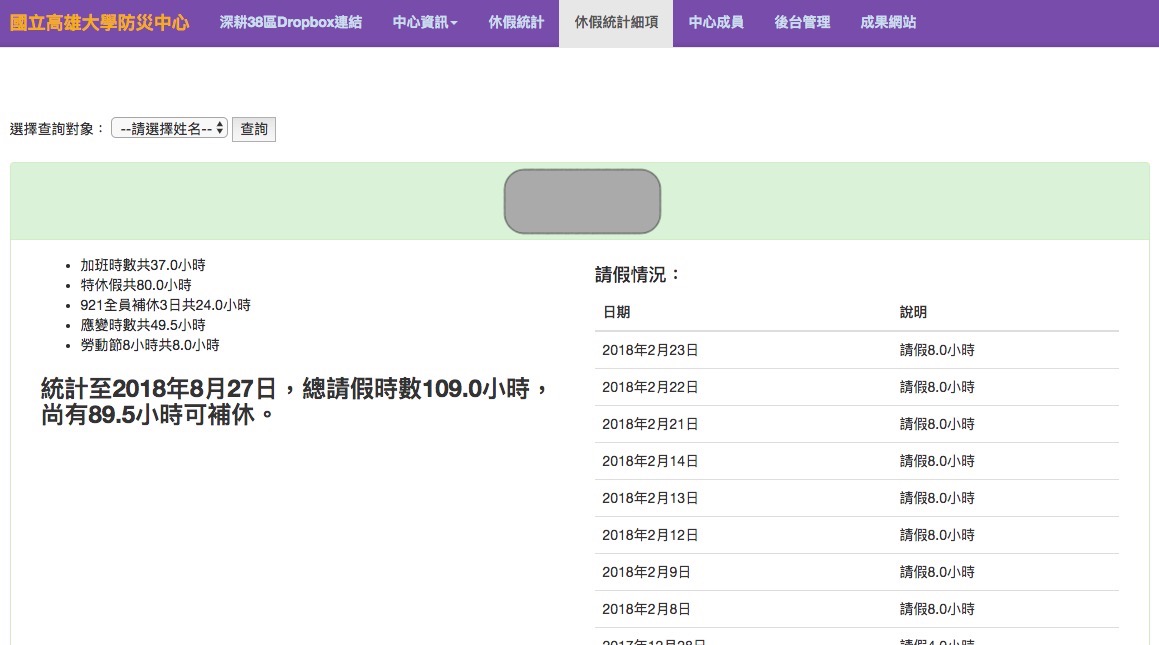 國立高雄大學防災中心 深耕38區Dropbox連結 中心資訊 休假統計 休假統計細項 中心成員 後台管理 成果網站
選擇查詢對象： --請選擇姓名-- 查詢
加班時數共37.0小時
特休假共80.0小時
921全員補休3日共24.0小時
應變時數共49.5小時
勞動節8小時共8.0小時
統計至2018年8月27日，總請假時數109.0小時，
尚有89.5小時可補休。
請假情況：
日期 說明
2018年2月23日 請假8.0小時
2018年2月22日 請假8.0小時
2018年2月21日 請假8.0小時
2018年2月14日 請假8.0小時
2018年2月13日 請假8.0小時
2018年2月12日 請假8.0小時
2018年2月9日 請假8.0小時
2018年2月8日 請假8.0小時